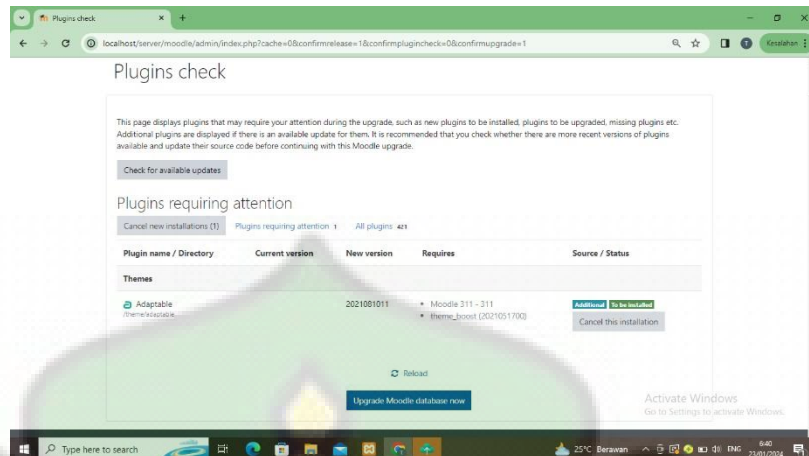 Plugins check
localhost/server/moodle/admin/index.php?cache=0&confirmrelease=1&confirmplugincheck=0&confirmupgrade=1
T
Kesalahan
Plugins check
This page displays plugins that may require your attention during the upgrade, such as new plugins to be installed, plugins to be upgraded, missing plugins etc.
Additional plugins are displayed if there is an available update for them. It is recommended that you check whether there are more recent versions of plugins
available and update their source code before continuing with this Moodle upgrade.
Check for available updates
Plugins requiring attention
Cancel new installations (1) Plugins requiring attention 1 All plugins 421
Plugin name / Directory Current version New version Requires Source / Status
Themes
Adaptable 2021081011 • Moodle 311 - 311 Additional To be installed
/theme/adaptable • theme_boost (2021051700) Cancel this installation
Reload
Upgrade Moodle database now
Activate Windows
Go to Settings to activate Windows.
Type here to search 25°C Berawan ENG 6:40
23/01/2024